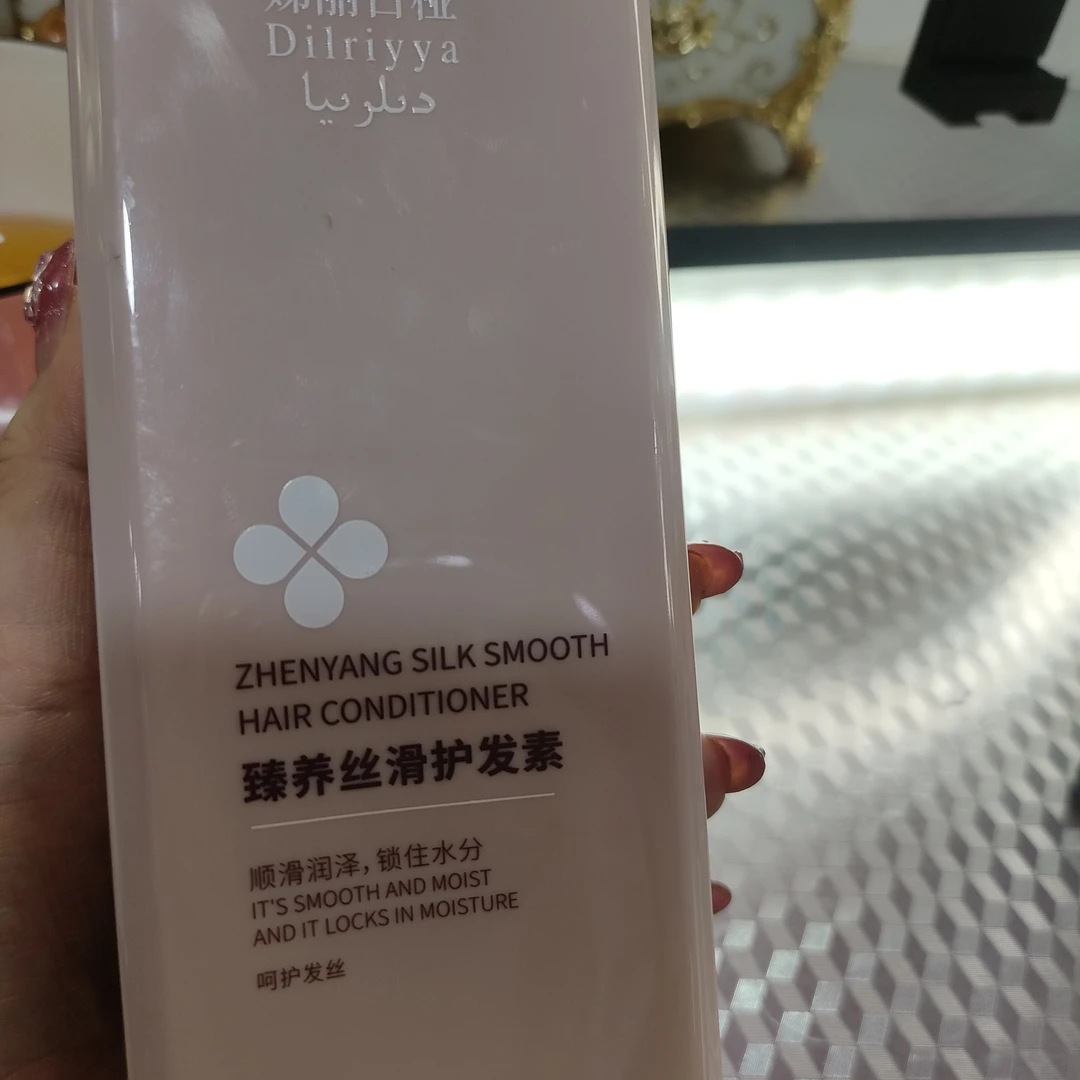 Dilriyya
دىلرىيا
ZHENYANG SILK SMOOTH
HAIR CONDITIONER
臻养丝滑护发素
顺滑润泽,锁住水分
IT'S SMOOTH AND MOIST
AND IT LOCKS IN MOISTURE
呵护发丝